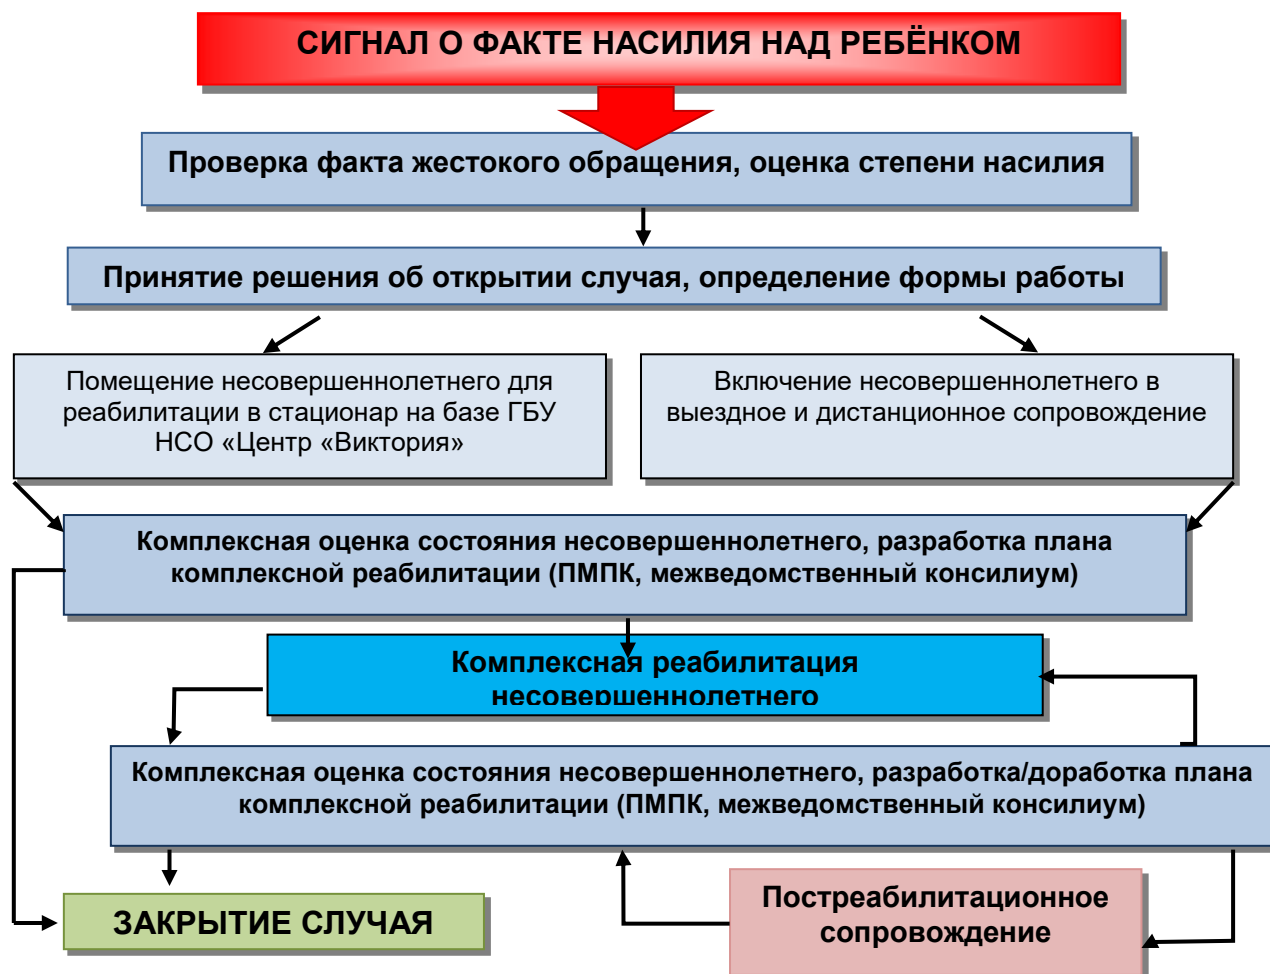 СИГНАЛ О ФАКТЕ НАСИЛИЯ НАД РЕБЁНКОМ
Проверка факта жестокого обращения, оценка степени насилия
Принятие решения об открытии случая, определение формы работы
Помещение несовершеннолетнего для
реабилитации в стационар на базе ГБУ
НСО «Центр «Виктория»
Включение несовершеннолетнего в
выездное и дистанционное сопровождение
Комплексная оценка состояния несовершеннолетнего, разработка плана
комплексной реабилитации (ПМПК, межведомственный консилиум)
Комплексная реабилитация
несовершеннолетнего
Комплексная оценка состояния несовершеннолетнего, разработка/доработка плана
комплексной реабилитации (ПМПК, межведомственный консилиум)
ЗАКРЫТИЕ СЛУЧАЯ
Постреабилитационное
сопровождение